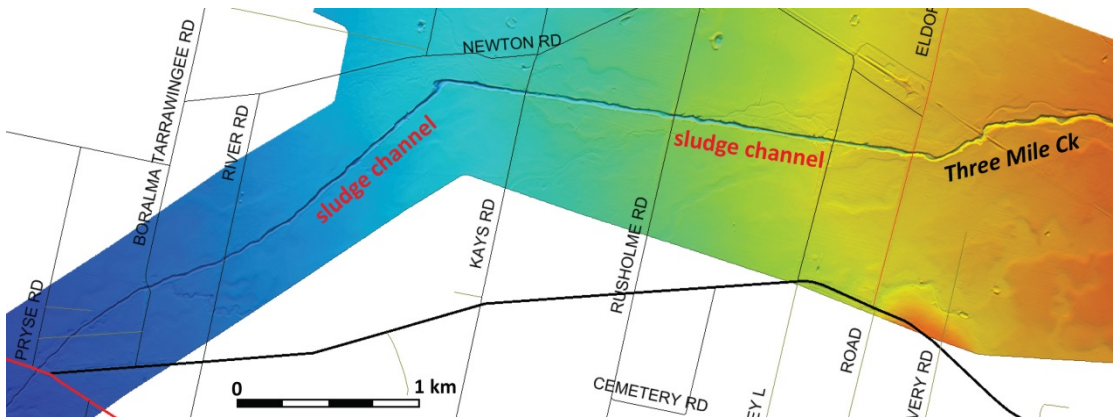 NEWTON RD
ELDOR
BORALMA TARRAWINGEE RD
RIVER RD
sludge channel
sludge channel
Three Mile Ck
KAYS RD
RUSHOLME RD
PRYSE RD
ROAD
VERY RD
EY L
CEMETERY RD
0
1 km